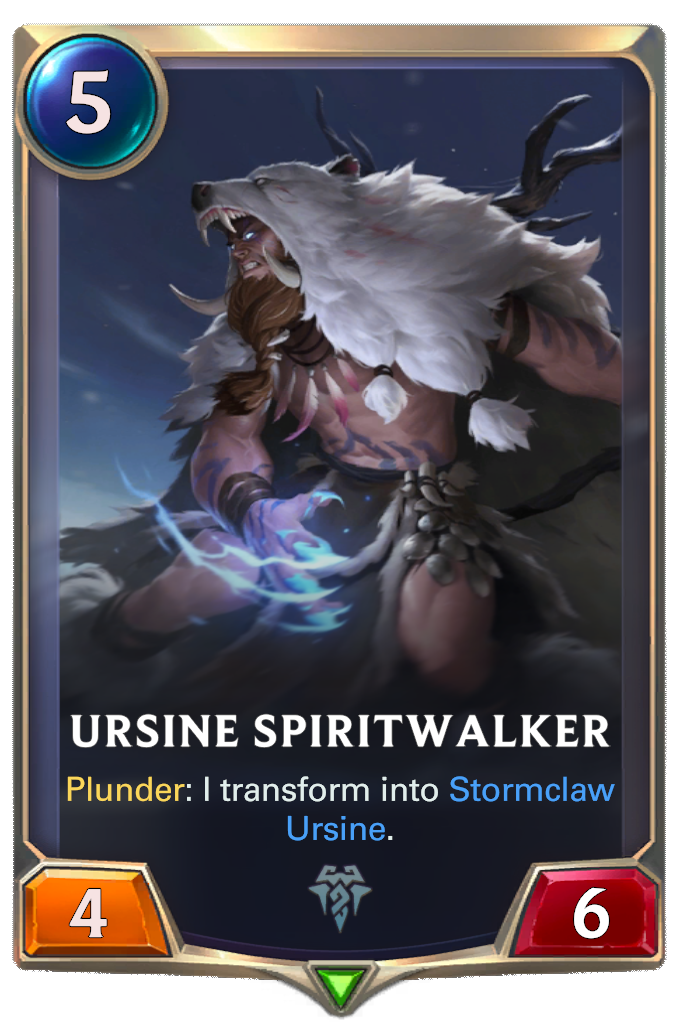 5
URSINE SPIRITWALKER
Plunder: I transform into Stormclaw
Ursine.
4
6